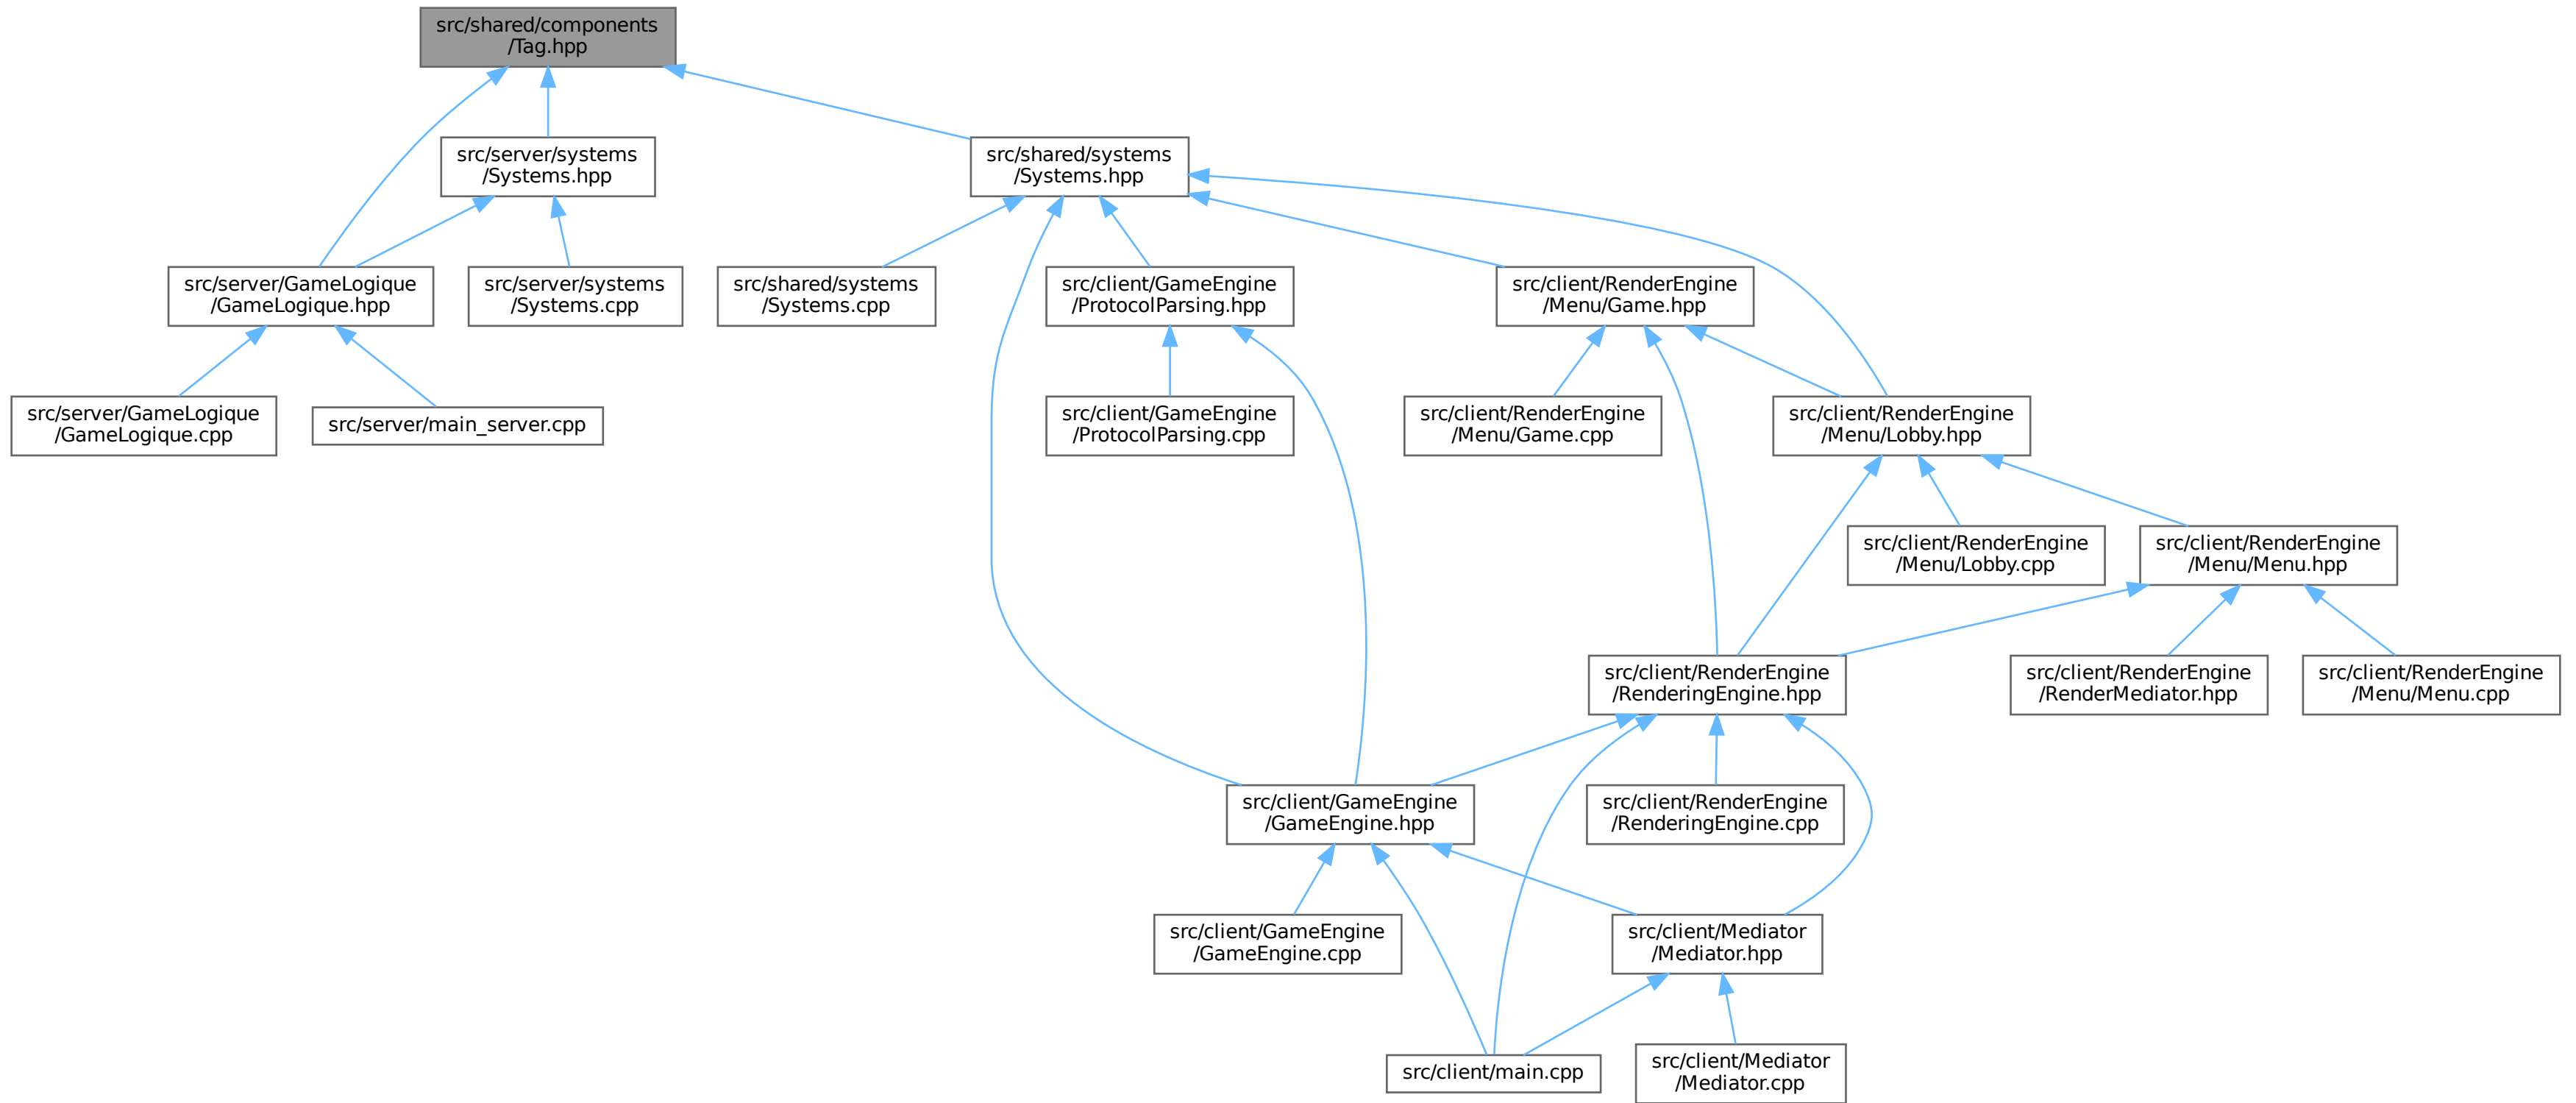 src/shared/components
/Tag.hpp
src/server/systems
/Systems.hpp
src/shared/systems
/Systems.hpp
src/server/GameLogique
/GameLogique.hpp
src/server/systems
/Systems.cpp
src/shared/systems
/Systems.cpp
src/client/GameEngine
/ProtocolParsing.hpp
src/client/RenderEngine
/Menu/Game.hpp
src/server/GameLogique
/GameLogique.cpp
src/server/main_server.cpp
src/client/GameEngine
/ProtocolParsing.cpp
src/client/RenderEngine
/Menu/Game.cpp
src/client/RenderEngine
/Menu/Lobby.hpp
src/client/RenderEngine
/Menu/Lobby.cpp
src/client/RenderEngine
/Menu/Menu.hpp
src/client/RenderEngine
/RenderingEngine.hpp
src/client/RenderEngine
/RenderMediator.hpp
src/client/RenderEngine
/Menu/Menu.cpp
src/client/GameEngine
/GameEngine.hpp
src/client/RenderEngine
/RenderingEngine.cpp
src/client/GameEngine
/GameEngine.cpp
src/client/Mediator
/Mediator.hpp
src/client/main.cpp
src/client/Mediator
/Mediator.cpp